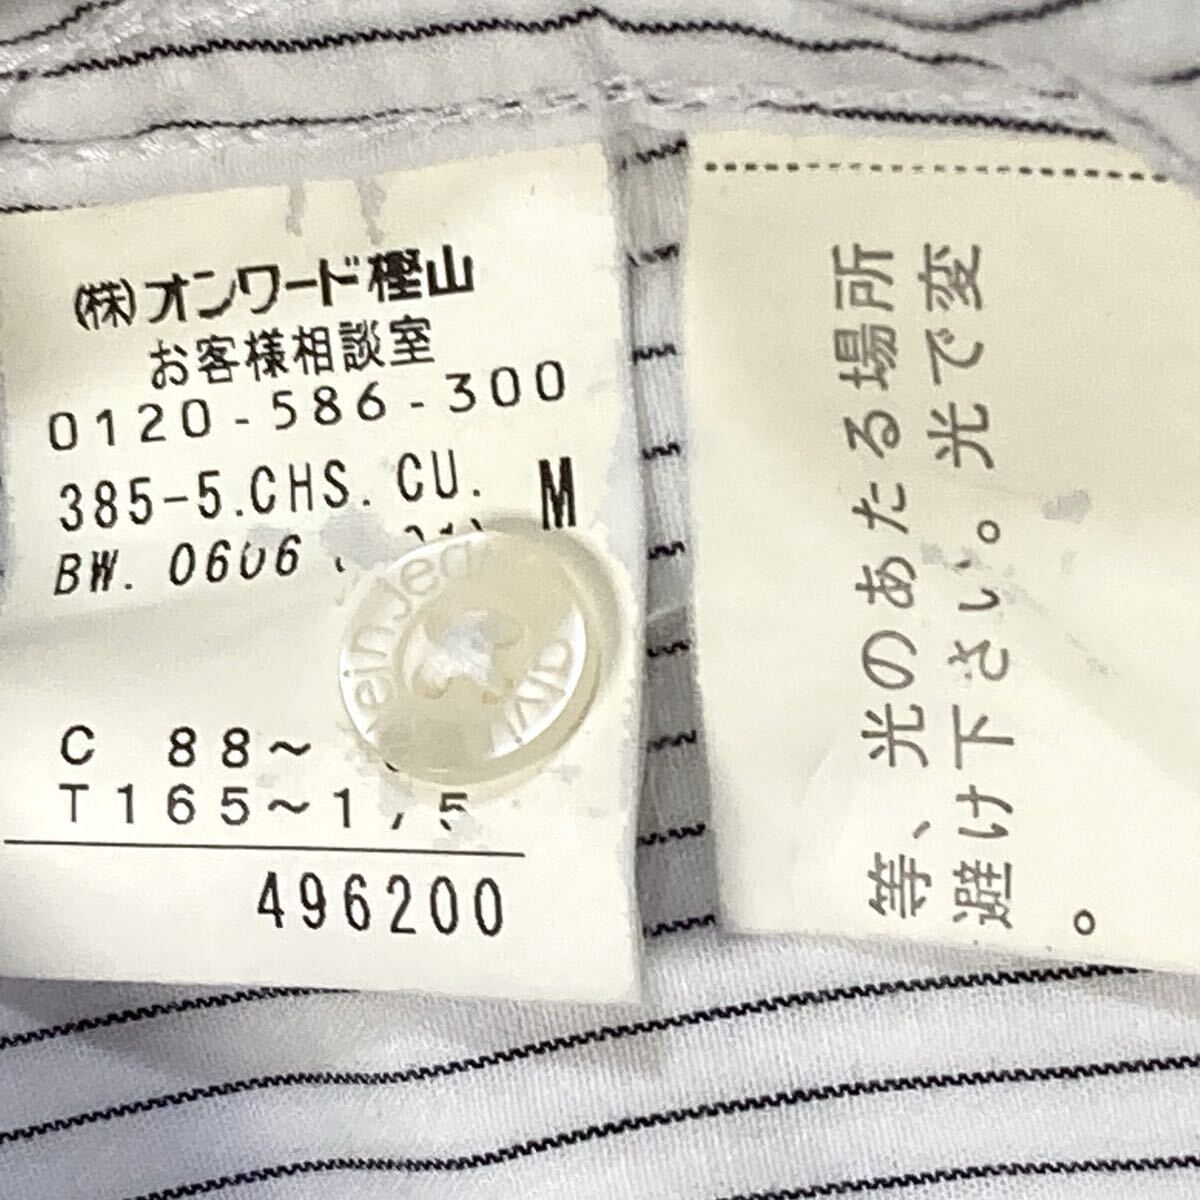 (株)オンワード樫山
お客様相談室
0120-586-300
385-5.CHS. CU. M
BW. 0606
C 88~
T165~175
496200
等、光のあたる場所
避け下さい。光で変
。